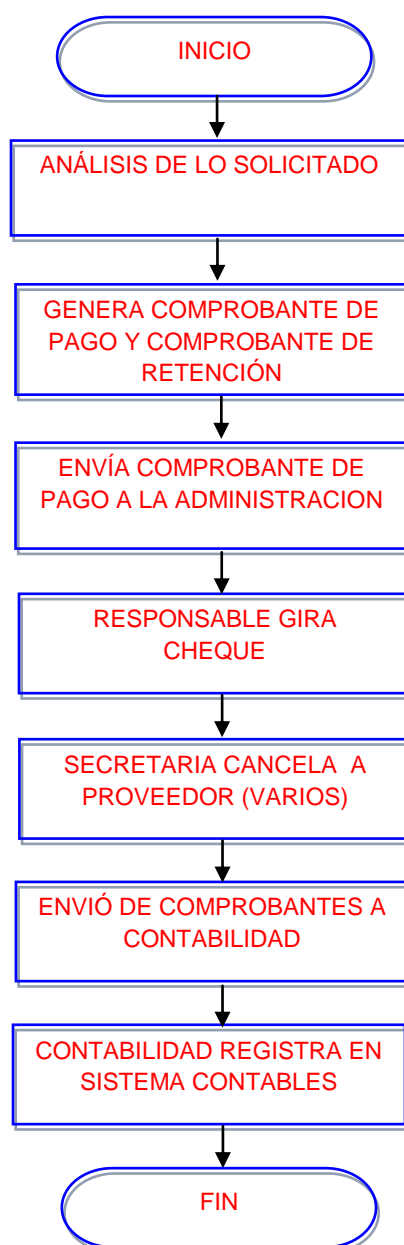 INICIO
ANÁLISIS DE LO SOLICITADO
GENERA COMPROBANTE DE
PAGO Y COMPROBANTE DE
RETENCIÓN
ENVÍA COMPROBANTE DE
PAGO A LA ADMINISTRACION
RESPONSABLE GIRA
CHEQUE
SECRETARIA CANCELA A
PROVEEDOR (VARIOS)
ENVIÓ DE COMPROBANTES A
CONTABILIDAD
CONTABILIDAD REGISTRA EN
SISTEMA CONTABLES
FIN